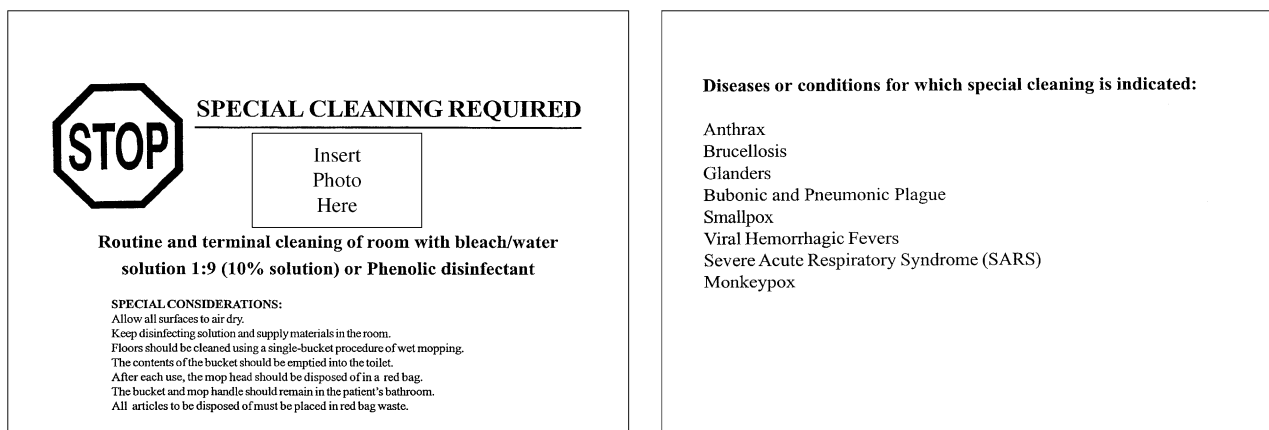 STOP
SPECIAL CLEANING REQUIRED
Insert
Photo
Here
Routine and terminal cleaning of room with bleach/water
solution 1:9 (10% solution) or Phenolic disinfectant
SPECIAL CONSIDERATIONS:
Allow all surfaces to air dry.
Keep disinfecting solution and supply materials in the room.
Floors should be cleaned using a single-bucket procedure of wet mopping.
The contents of the bucket should be emptied into the toilet.
After each use, the mop head should be disposed of in a red bag.
The bucket and mop handle should remain in the patient's bathroom.
All articles to be disposed of must be placed in red bag waste.
Diseases or conditions for which special cleaning is indicated:
Anthrax
Brucellosis
Glanders
Bubonic and Pneumonic Plague
Smallpox
Viral Hemorrhagic Fevers
Severe Acute Respiratory Syndrome (SARS)
Monkeypox